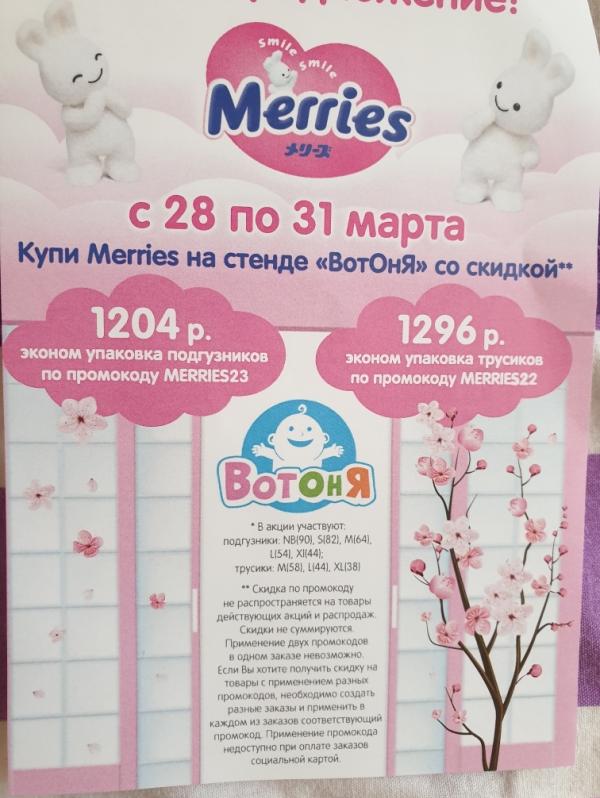 smile smile
Merries
メリーズ
с 28 по 31 марта
Купи Merries на стенде «ВотОнЯ» со скидкой**
1204 р.
эконом упаковка подгузников
по промокоду MERRIES23
1296 р.
эконом упаковка трусиков
по промокоду MERRIES22
ВотОнЯ
* В акции участвуют:
подгузники: NB(90), S(82), M(64),
L(54), Xl(44);
трусики: M(58), L(44), XL(38)
** Скидка по промокоду
не распространяется на товары
действующих акций и распродаж.
Скидки не суммируются.
Применение двух промокодов
в одном заказе невозможно.
Если Вы хотите получить скидку на
товары с применением разных
промокодов, необходимо создать
разные заказы и применить в
каждом из заказов соответствующий
промокод. Применение промокода
недоступно при оплате заказов
социальной картой.